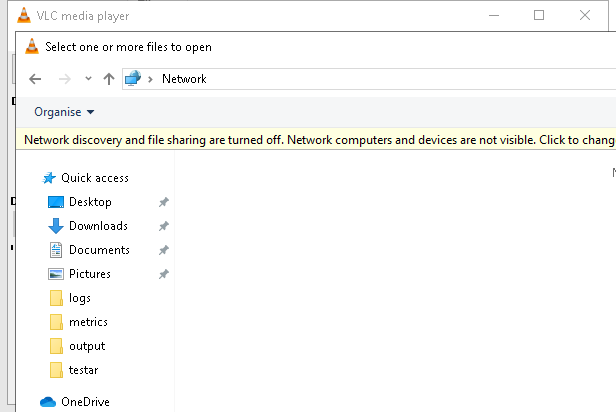 VLC media player
Select one or more files to open
Network
Organise
Network discovery and file sharing are turned off. Network computers and devices are not visible. Click to chang
Quick access
Desktop
Downloads
Documents
Pictures
logs
metrics
output
testar
OneDrive